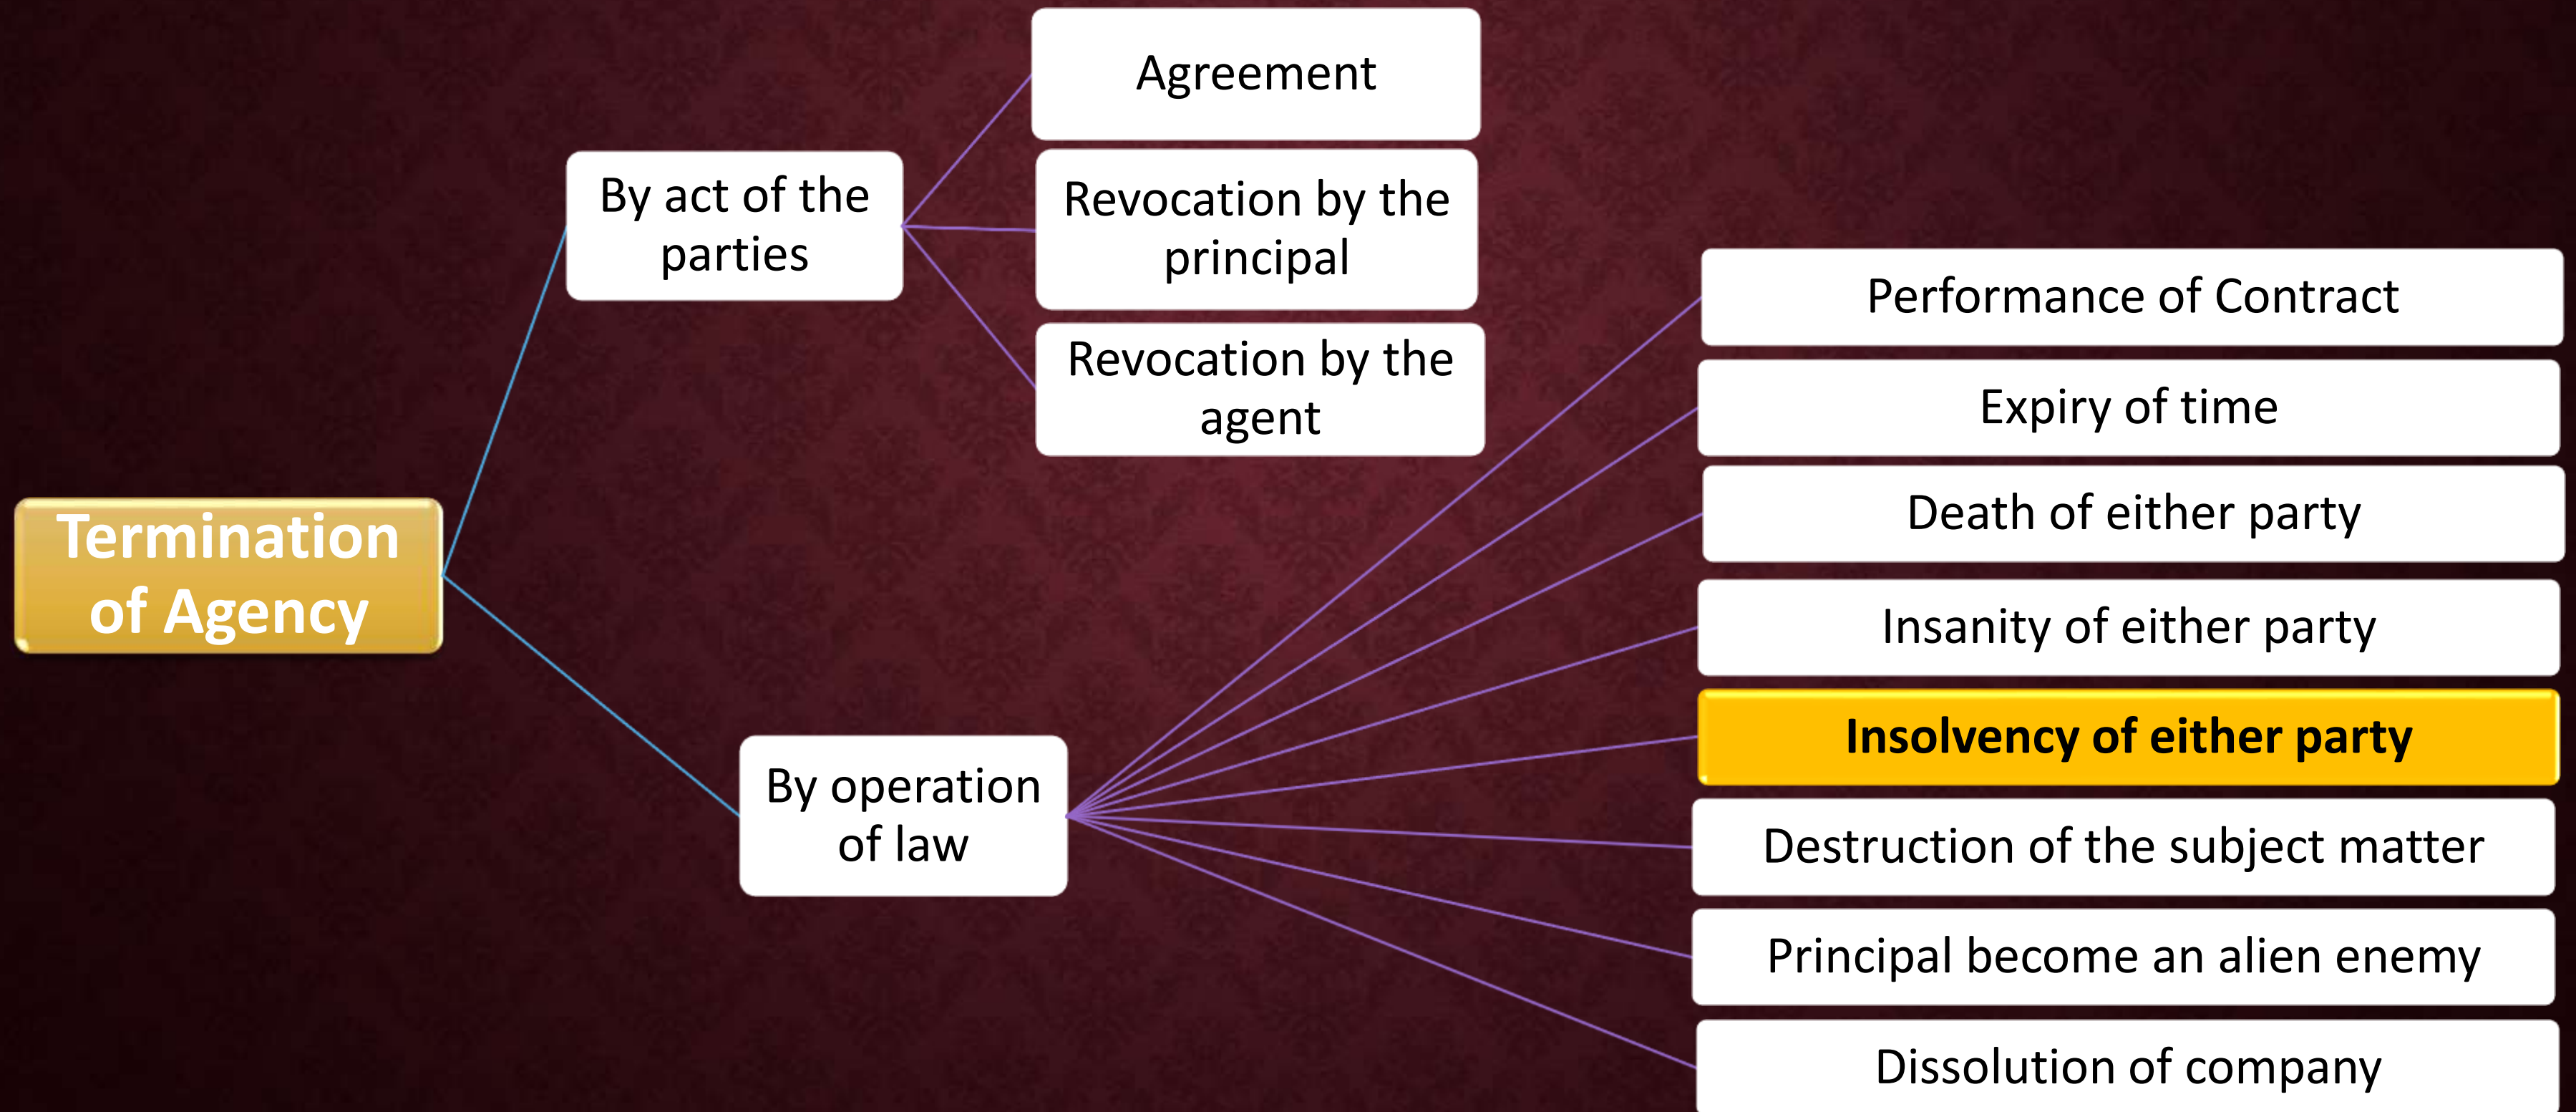 Termination
of Agency
By act of the
parties
Agreement
Revocation by the
principal
Revocation by the
agent
By operation
of law
Performance of Contract
Expiry of time
Death of either party
Insanity of either party
Insolvency of either party
Destruction of the subject matter
Principal become an alien enemy
Dissolution of company